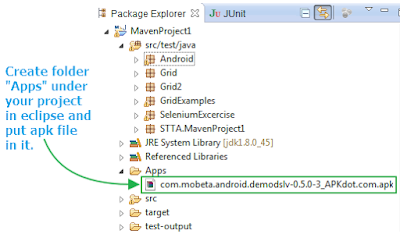 Package Explorer
JUnit
MavenProject1
src/test/java
Android
Grid
Grid2
GridExamples
SeleniumExcercise
STTA.MavenProject1
JRE System Library [jdk1.8.0_45]
Referenced Libraries
Apps
com.mobeta.android.demodslv-0.5.0-3_APKdot.com.apk
src
target
test-output
Create folder
"Apps" under
your project
in eclipse and
put apk file
in it.